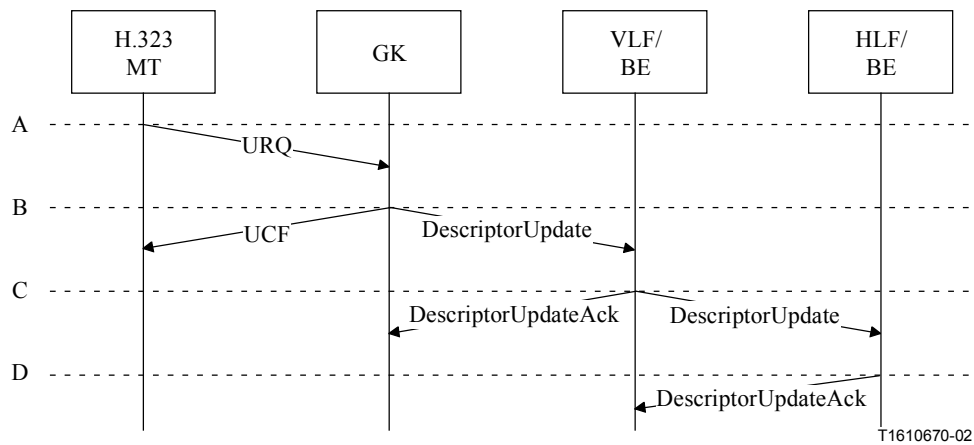 H.323
MT
GK
VLF/
BE
HLF/
BE
A
URQ
B
UCF
DescriptorUpdate
C
DescriptorUpdateAck
DescriptorUpdate
D
DescriptorUpdateAck
T1610670-02